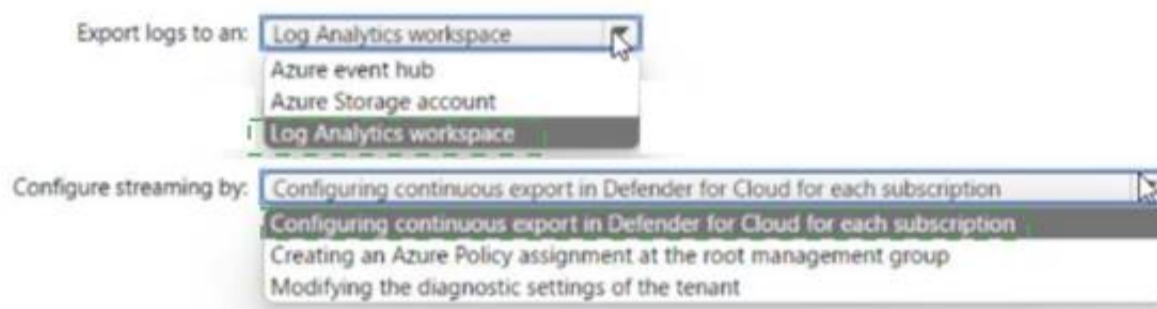 Export logs to an: Log Analytics workspace
Azure event hub
Azure Storage account
Log Analytics workspace
Configure streaming by: Configuring continuous export in Defender for Cloud for each subscription
Configuring continuous export in Defender for Cloud for each subscription
Creating an Azure Policy assignment at the root management group
Modifying the diagnostic settings of the tenant